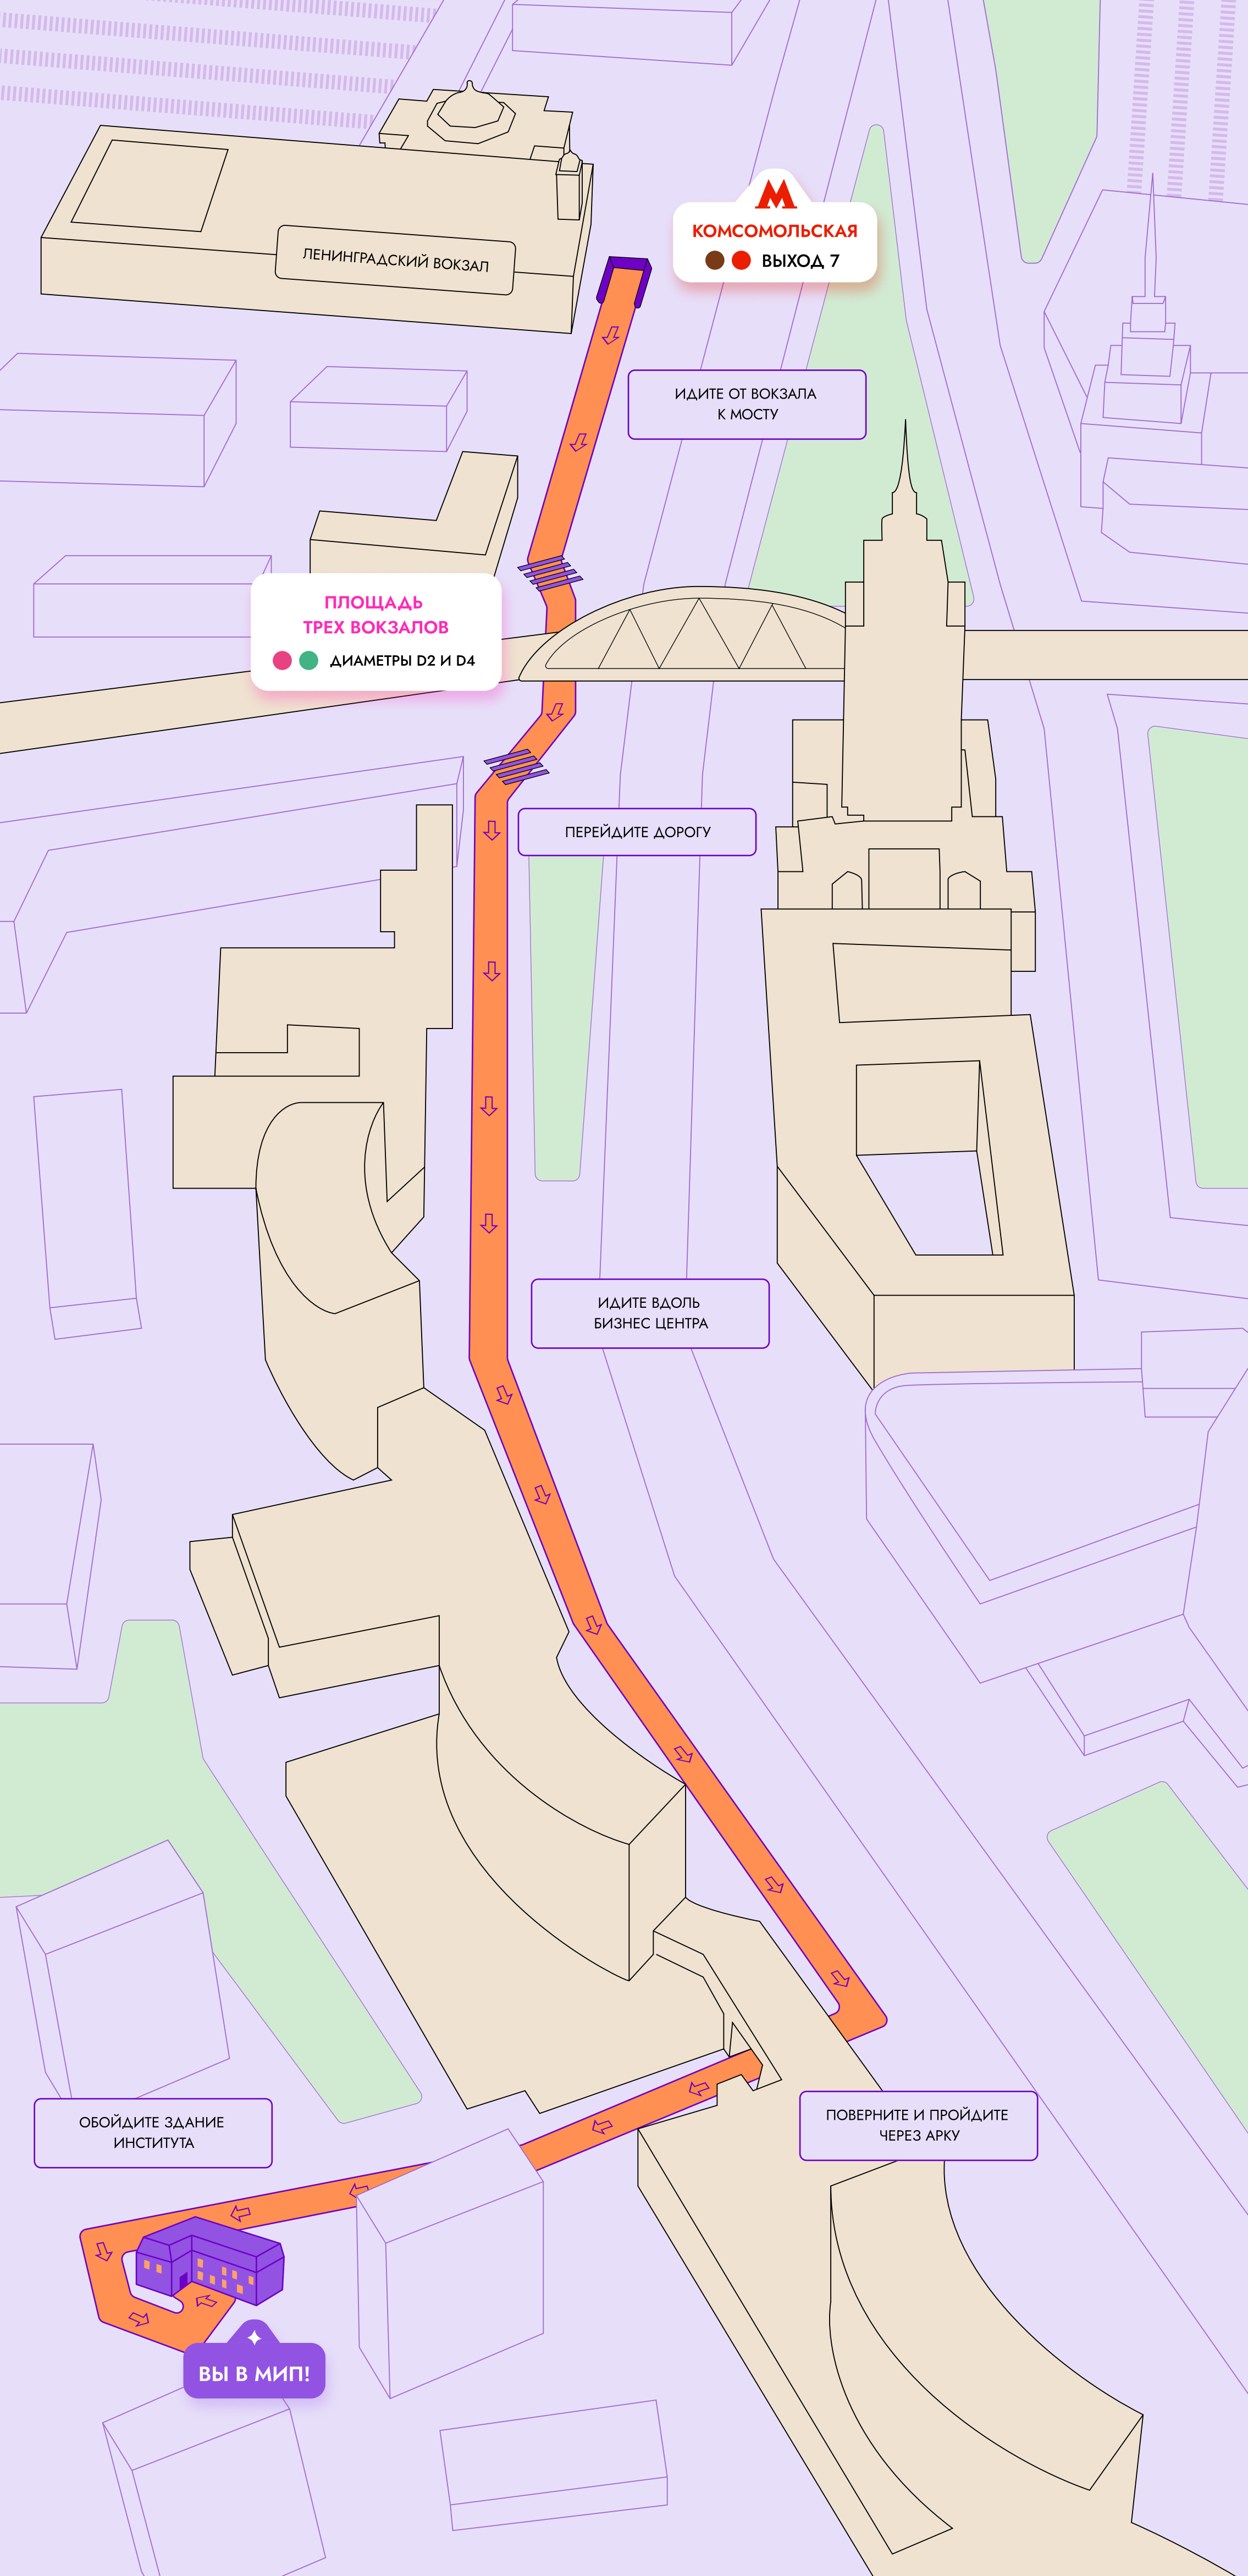 ЛЕНИНГРАДСКИЙ ВОКЗАЛ
М
КОМСОМОЛЬСКАЯ
ВЫХОД 7
ИДИТЕ ОТ ВОКЗАЛА
К МОСТУ
ПЛОЩАДЬ
ТРЕХ ВОКЗАЛОВ
ДИАМЕТРЫ D2 И D4
ПЕРЕЙДИТЕ ДОРОГУ
ИДИТЕ ВДОЛЬ
БИЗНЕС ЦЕНТРА
ПОВЕРНИТЕ И ПРОЙДИТЕ
ЧЕРЕЗ АРКУ
ОБОЙДИТЕ ЗДАНИЕ
ИНСТИТУТА
ВЫ В МИП!